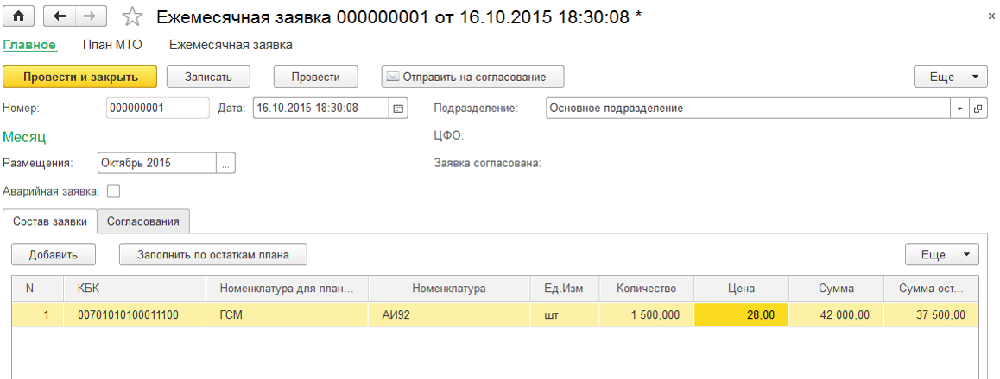 Ежемесячная заявка 000000001 от 16.10.2015 18:30:08 *
Главное План МТО Ежемесячная заявка
Провести и закрыть Записать Провести Отправить на согласование Еще
Номер: 000000001 Дата: 16.10.2015 18:30:08 Подразделение: Основное подразделение
Месяц ЦФО:
Размещения: Октябрь 2015 ... Заявка согласована:
Аварийная заявка:
Состав заявки Согласования
Добавить Заполнить по остаткам плана Еще
N КБК Номенклатура для план... Номенклатура Ед.Изм Количество Цена Сумма Сумма ост...
1 00701010100011100 ГСМ АИ92 шт 1 500,000 28,00 42 000,00 37 500,00